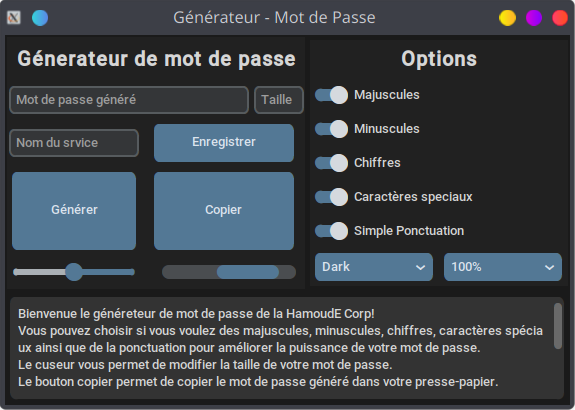 Générateur - Mot de Passe
Génerateur de mot de passe
Options
Mot de passe généré
Taille
Majuscules
Nom du srvice
Enregistrer
Minuscules
Chiffres
Générer
Copier
Caractères speciaux
Simple Ponctuation
Dark
100%
Bienvenue le généreteur de mot de passe de la HamoudE Corp!
Vous pouvez choisir si vous voulez des majuscules, minuscules, chiffres, caractères spécia
ux ainsi que de la ponctuation pour améliorer la puissance de votre mot de passe.
Le cuseur vous permet de modifier la taille de votre mot de passe.
Le bouton copier permet de copier le mot de passe généré dans votre presse-papier.